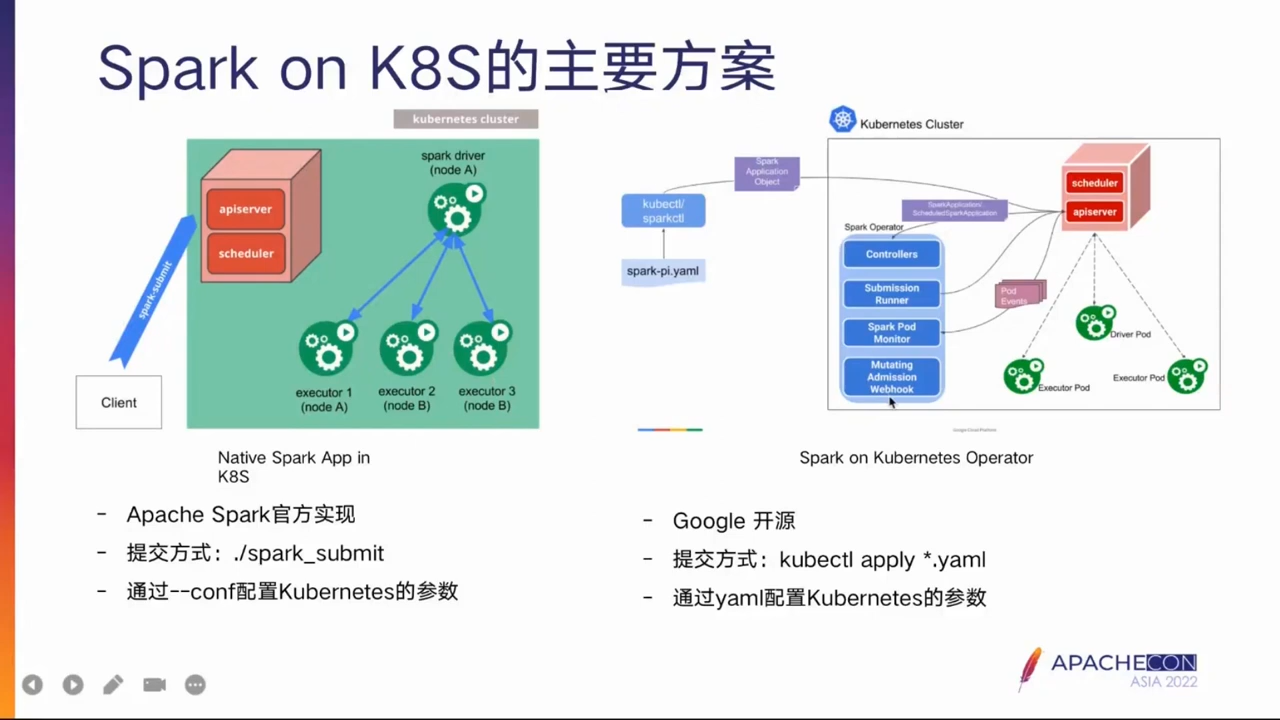 Spark on K8S的主要方案
kubernetes cluster
spark driver
(node A)
apiserver
scheduler
spark-submit
Client
executor 1
(node A)
executor 2
(node B)
executor 3
(node B)
Native Spark App in
K8S
- Apache Spark官方实现
- 提交方式：./spark_submit
- 通过--conf配置Kubernetes的参数
Kubernetes Cluster
Spark
Application
Object
kubectl/
sparkctl
spark-pi.yaml
SparkApplication/
ScheduledSparkApplication
Spark Operator
Controllers
Submission
Runner
Spark Pod
Monitor
Mutating
Admission
Webhook
Pod
Events
scheduler
apiserver
Driver Pod
Executor Pod
Executor Pod
Google Cloud Platform
Spark on Kubernetes Operator
- Google 开源
- 提交方式：kubectl apply *.yaml
- 通过yaml配置Kubernetes的参数
APACHECON
ASIA 2022